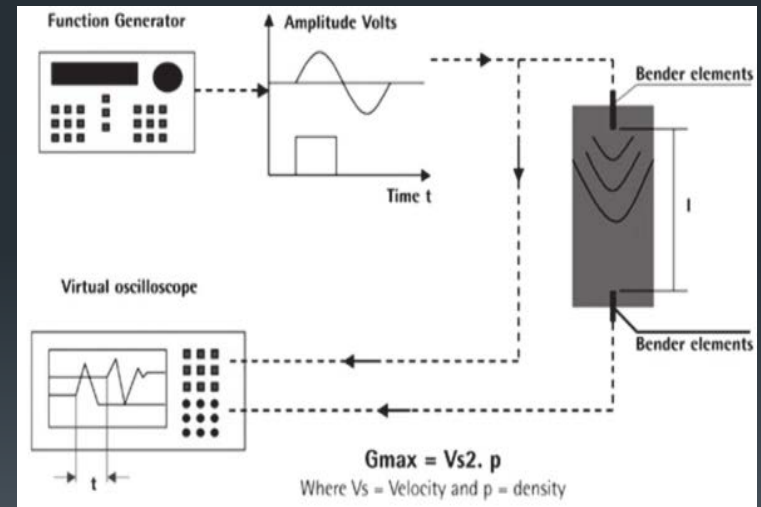 Function Generator
Amplitude Volts
Bender elements
Time t
l
Virtual oscilloscope
Bender elements
t
Gmax = Vs2. p
Where Vs = Velocity and p = density